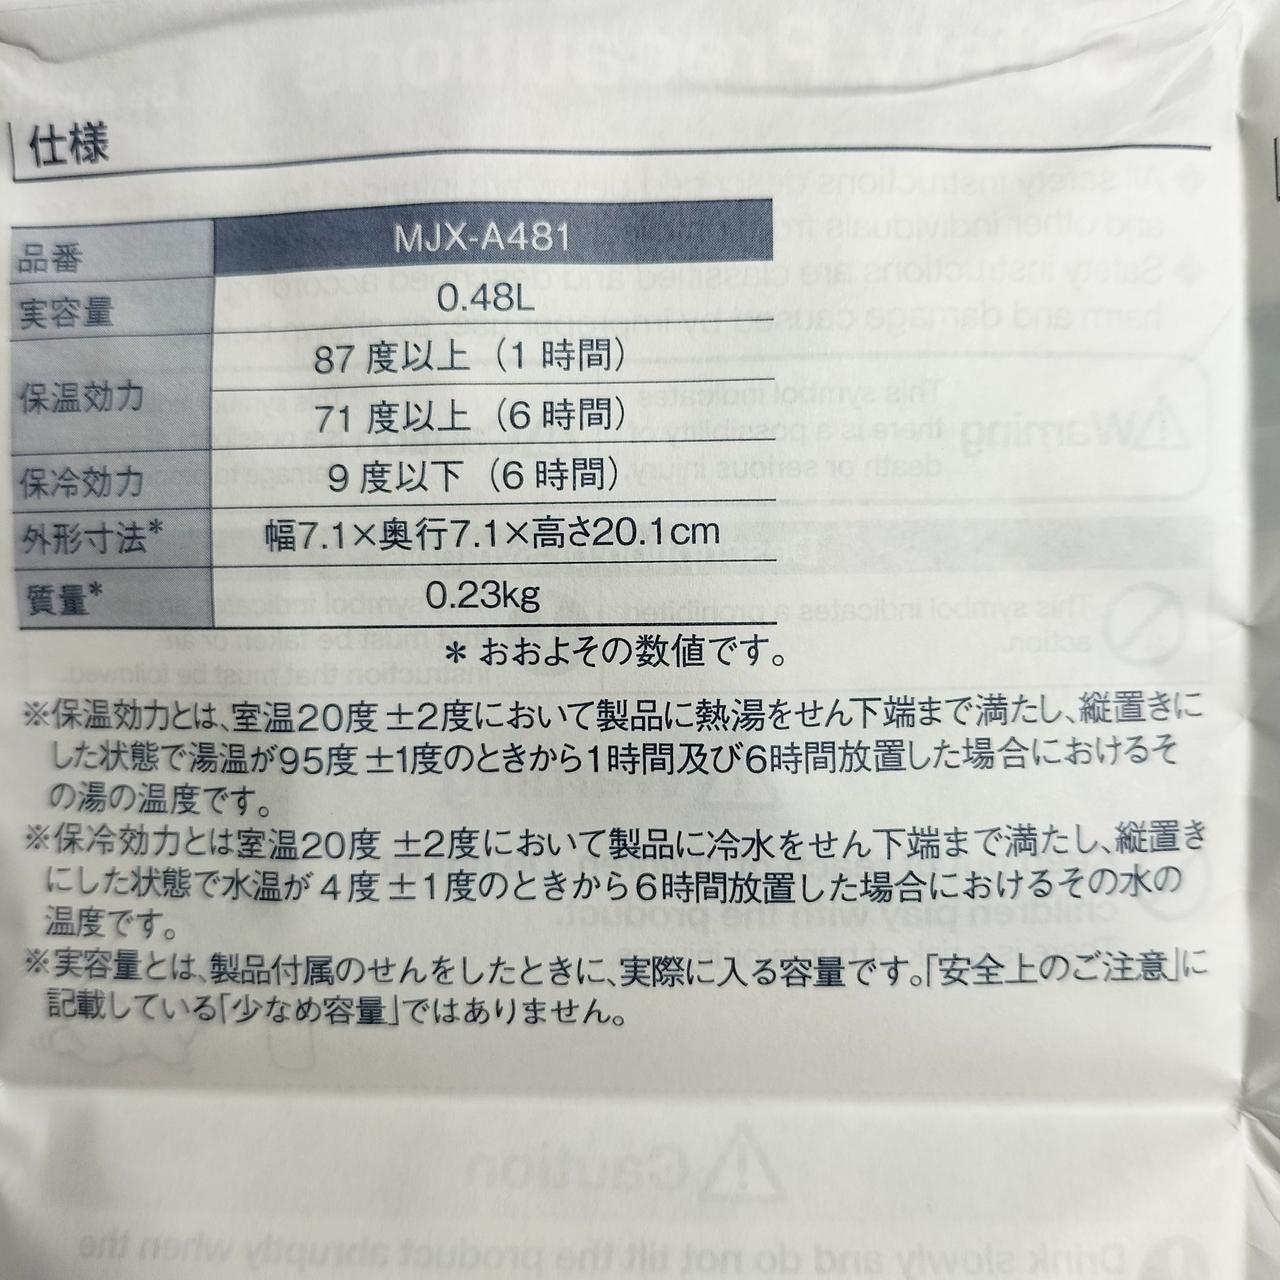 仕様
品番 MJX-A481
実容量 0.48L
保温効力 87 度以上（1 時間）
71 度以上（6 時間）
保冷効力 9 度以下（6 時間）
外形寸法* 幅7.1×奥行7.1×高さ20.1cm
質量* 0.23kg
* おおよその数値です。
※保温効力とは、室温20度 ±2度において製品に熱湯をせん下端まで満たし、縦置きに
した状態で湯温が95度 ±1度のときから1時間及び6時間放置した場合におけるそ
の湯の温度です。
※保冷効力とは室温20度 ±2度において製品に冷水をせん下端まで満たし、縦置き
にした状態で水温が 4 度 ±1度のときから6時間放置した場合におけるその水の
温度です。
※実容量とは、製品付属のせんをしたときに、実際に入る容量です。「安全上のご注意」に
記載している「少なめ容量」ではありません。